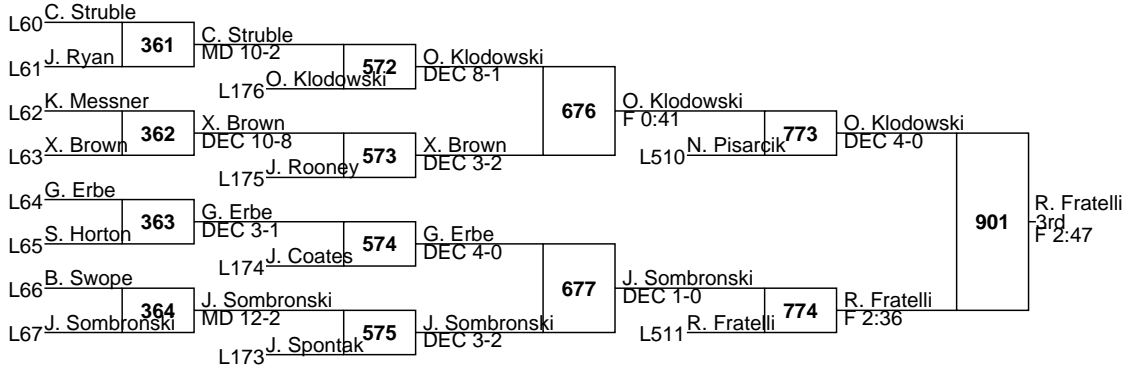 L60 C. Struble
361
C. Struble
MD 10-2
L61 J. Ryan
572
O. Klodowski
DEC 8-1
L176 O. Klodowski
L62 K. Messner
362
X. Brown
DEC 10-8
L63 X. Brown
573
X. Brown
DEC 3-2
L175 J. Rooney
676
O. Klodowski
F 0:41
773
O. Klodowski
DEC 4-0
L510 N. Pisarcik
L64 G. Erbe
363
G. Erbe
DEC 3-1
L65 S. Horton
574
G. Erbe
DEC 4-0
L174 J. Coates
L66 B. Swope
364
J. Sombronski
MD 12-2
L67 J. Sombronski
575
J. Sombronski
DEC 3-2
L173 J. Spontak
677
J. Sombronski
DEC 1-0
774
R. Fratelli
F 2:36
L511 R. Fratelli
901
R. Fratelli
3rd
F 2:47